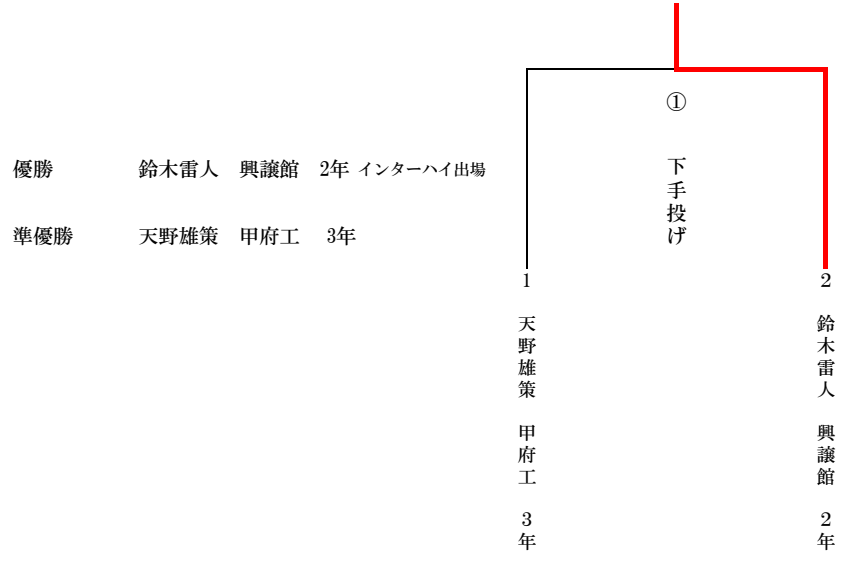 優勝 鈴木雷人 興譲館 2年 インターハイ出場
準優勝 天野雄策 甲府工 3年
①
下手投げ
1 天野雄策 甲府工 3年
2 鈴木雷人 興譲館 2年